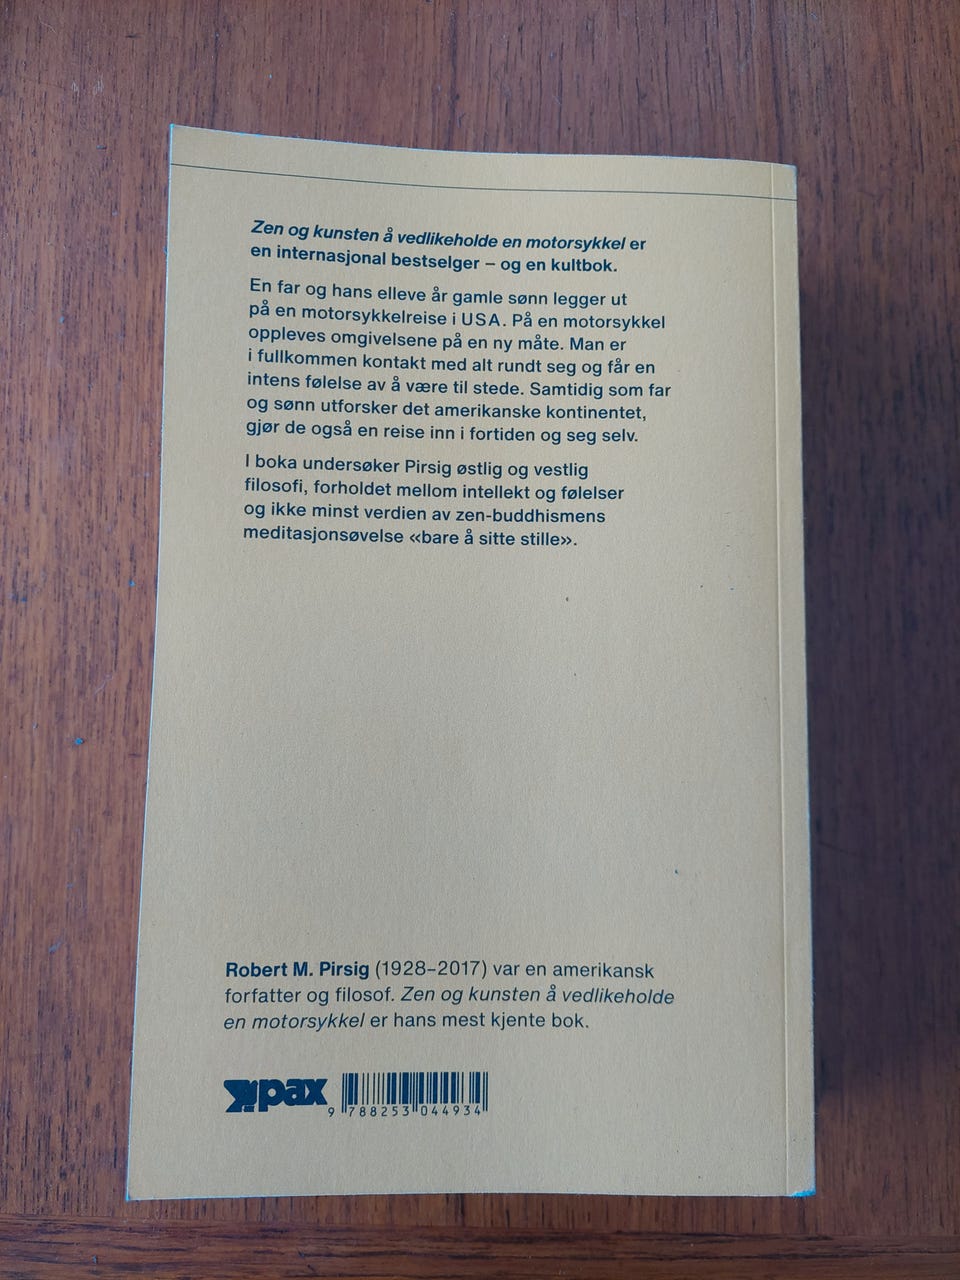 Zen og kunsten å vedlikeholde en motorsykkel er
en internasjonal bestselger – og en kultbok.
En far og hans elleve år gamle sønn legger ut
på en motorsykkelreise i USA. På en motorsykkel
oppleves omgivelsene på en ny måte. Man er
i fullkommen kontakt med alt rundt seg og får en
intens følelse av å være til stede. Samtidig som far
og sønn utforsker det amerikanske kontinentet,
gjør de også en reise inn i fortiden og seg selv.
I boka undersøker Pirsig østlig og vestlig
filosofi, forholdet mellom intellekt og følelser
og ikke minst verdien av zen-buddhismens
meditasjonsøvelse «bare å sitte stille».
Robert M. Pirsig (1928–2017) var en amerikansk
forfatter og filosof. Zen og kunsten å vedlikeholde
en motorsykkel er hans mest kjente bok.
pax
9 788253 044934